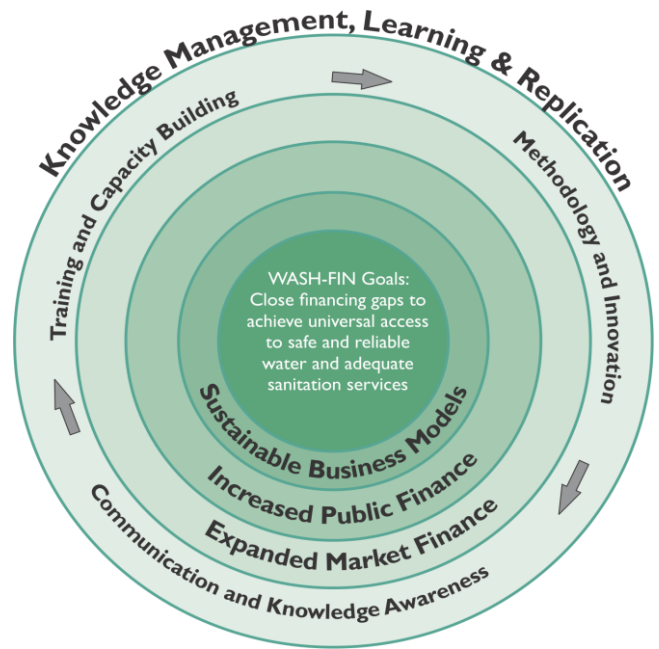 Knowledge Management, Learning & Replication
Training and Capacity Building
Methodology and Innovation
WASH-FIN Goals:
Close financing gaps to
achieve universal access
to safe and reliable
water and adequate
sanitation services
Sustainable Business Models
Increased Public Finance
Expanded Market Finance
Communication and Knowledge Awareness